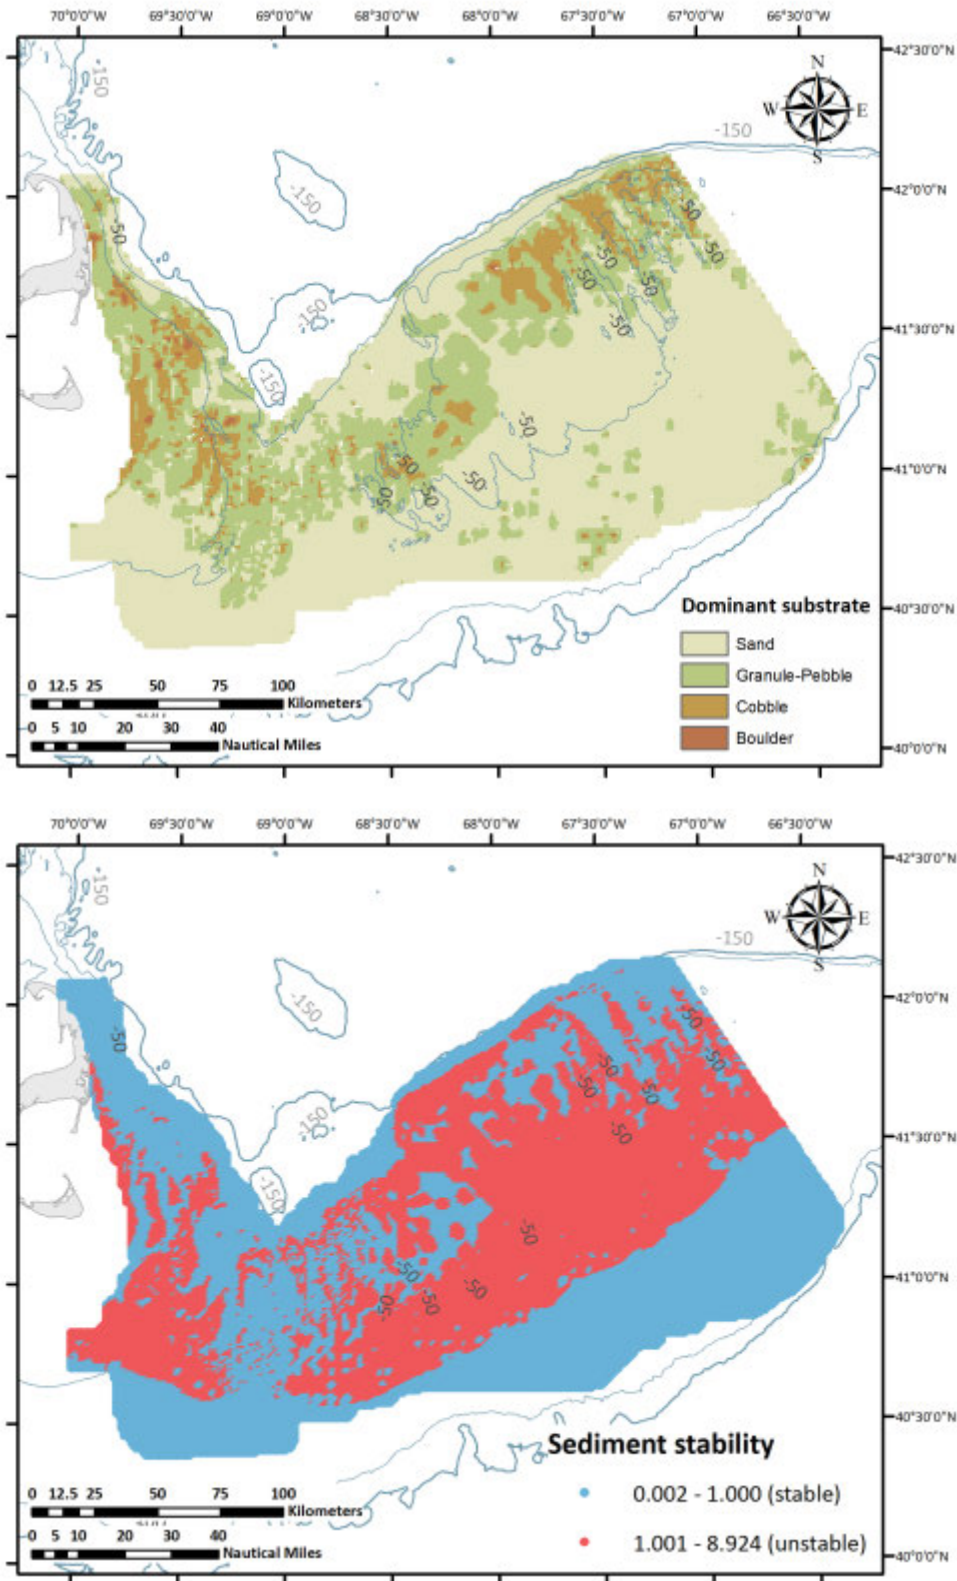 70°0'0"W 69°30'0"W 69°0'0"W 68°30'0"W 68°0'0"W 67°30'0"W 67°0'0"W 66°30'0"W
42°30'0"N
-150
N
W E
S
-150
42°0'0"N
-150
-50
-50
-50
-50
-50
-50
-50
-150
41°30'0"N
-150
-50
-50
41°0'0"N
-50
-50
-50
Dominant substrate
40°30'0"N
Sand
Granule-Pebble
Cobble
Boulder
0 12.5 25 50 75 100
Kilometers
0 5 10 20 30 40
Nautical Miles
40°0'0"N
70°0'0"W 69°30'0"W 69°0'0"W 68°30'0"W 68°0'0"W 67°30'0"W 67°0'0"W 66°30'0"W
42°30'0"N
-150
N
W E
S
-150
42°0'0"N
-150
-50
-50
-50
-50
-50
-50
-50
-150
41°30'0"N
-150
-50
-50
41°0'0"N
-50
-50
-50
40°30'0"N
Sediment stability
0.002 - 1.000 (stable)
1.001 - 8.924 (unstable)
0 12.5 25 50 75 100
Kilometers
0 5 10 20 30 40
Nautical Miles
40°0'0"N